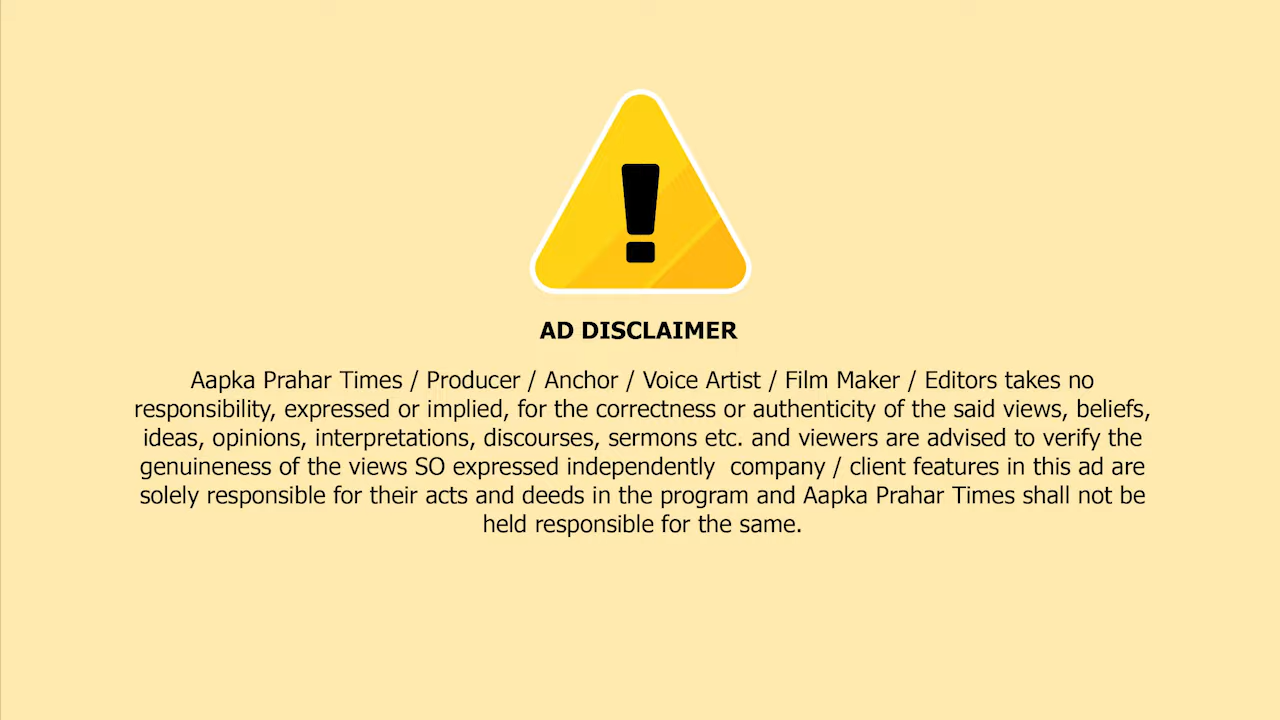 AD DISCLAIMER
Aapka Prahar Times / Producer / Anchor / Voice Artist / Film Maker / Editors takes no
responsibility, expressed or implied, for the correctness or authenticity of the said views, beliefs,
ideas, opinions, interpretations, discourses, sermons etc. and viewers are advised to verify the
genuineness of the views SO expressed independently  company / client features in this ad are
solely responsible for their acts and deeds in the program and Aapka Prahar Times shall not be
held responsible for the same.